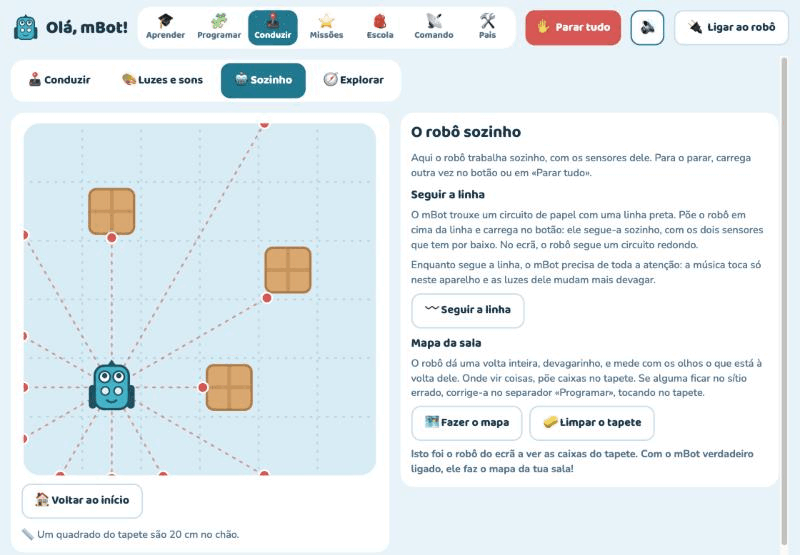 Olá, mBot!
Aprender
Programar
Conduzir
Missões
Escola
Comando
Pais
Parar tudo
Ligar ao robô
Conduzir
Luzes e sons
Sozinho
Explorar
Voltar ao início
Um quadrado do tapete são 20 cm no chão.
O robô sozinho
Aqui o robô trabalha sozinho, com os sensores dele. Para o parar, carrega
outra vez no botão ou em «Parar tudo».
Seguir a linha
O mBot trouxe um circuito de papel com uma linha preta. Põe o robô em
cima da linha e carrega no botão: ele segue-a sozinho, com os dois sensores
que tem por baixo. No ecrã, o robô segue um circuito redondo.
Enquanto segue a linha, o mBot precisa de toda a atenção: a música toca só
neste aparelho e as luzes dele mudam mais devagar.
Seguir a linha
Mapa da sala
O robô dá uma volta inteira, devagarinho, e mede com os olhos o que está à
volta dele. Onde vir coisas, põe caixas no tapete. Se alguma ficar no sítio
errado, corrige-a no separador «Programar», tocando no tapete.
Fazer o mapa
Limpar o tapete
Isto foi o robô do ecrã a ver as caixas do tapete. Com o mBot verdadeiro
ligado, ele faz o mapa da tua sala!